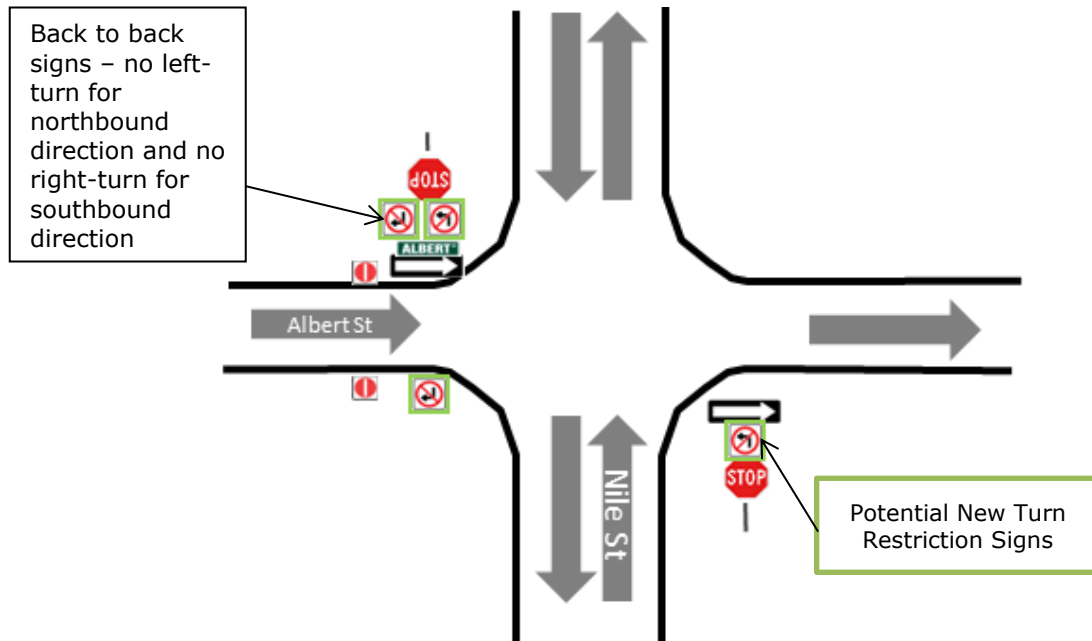 Back to back
signs – no left-
turn for
northbound
direction and no
right-turn for
southbound
direction
STOP
ALBERT
Albert St
Nile St
STOP
Potential New Turn
Restriction Signs